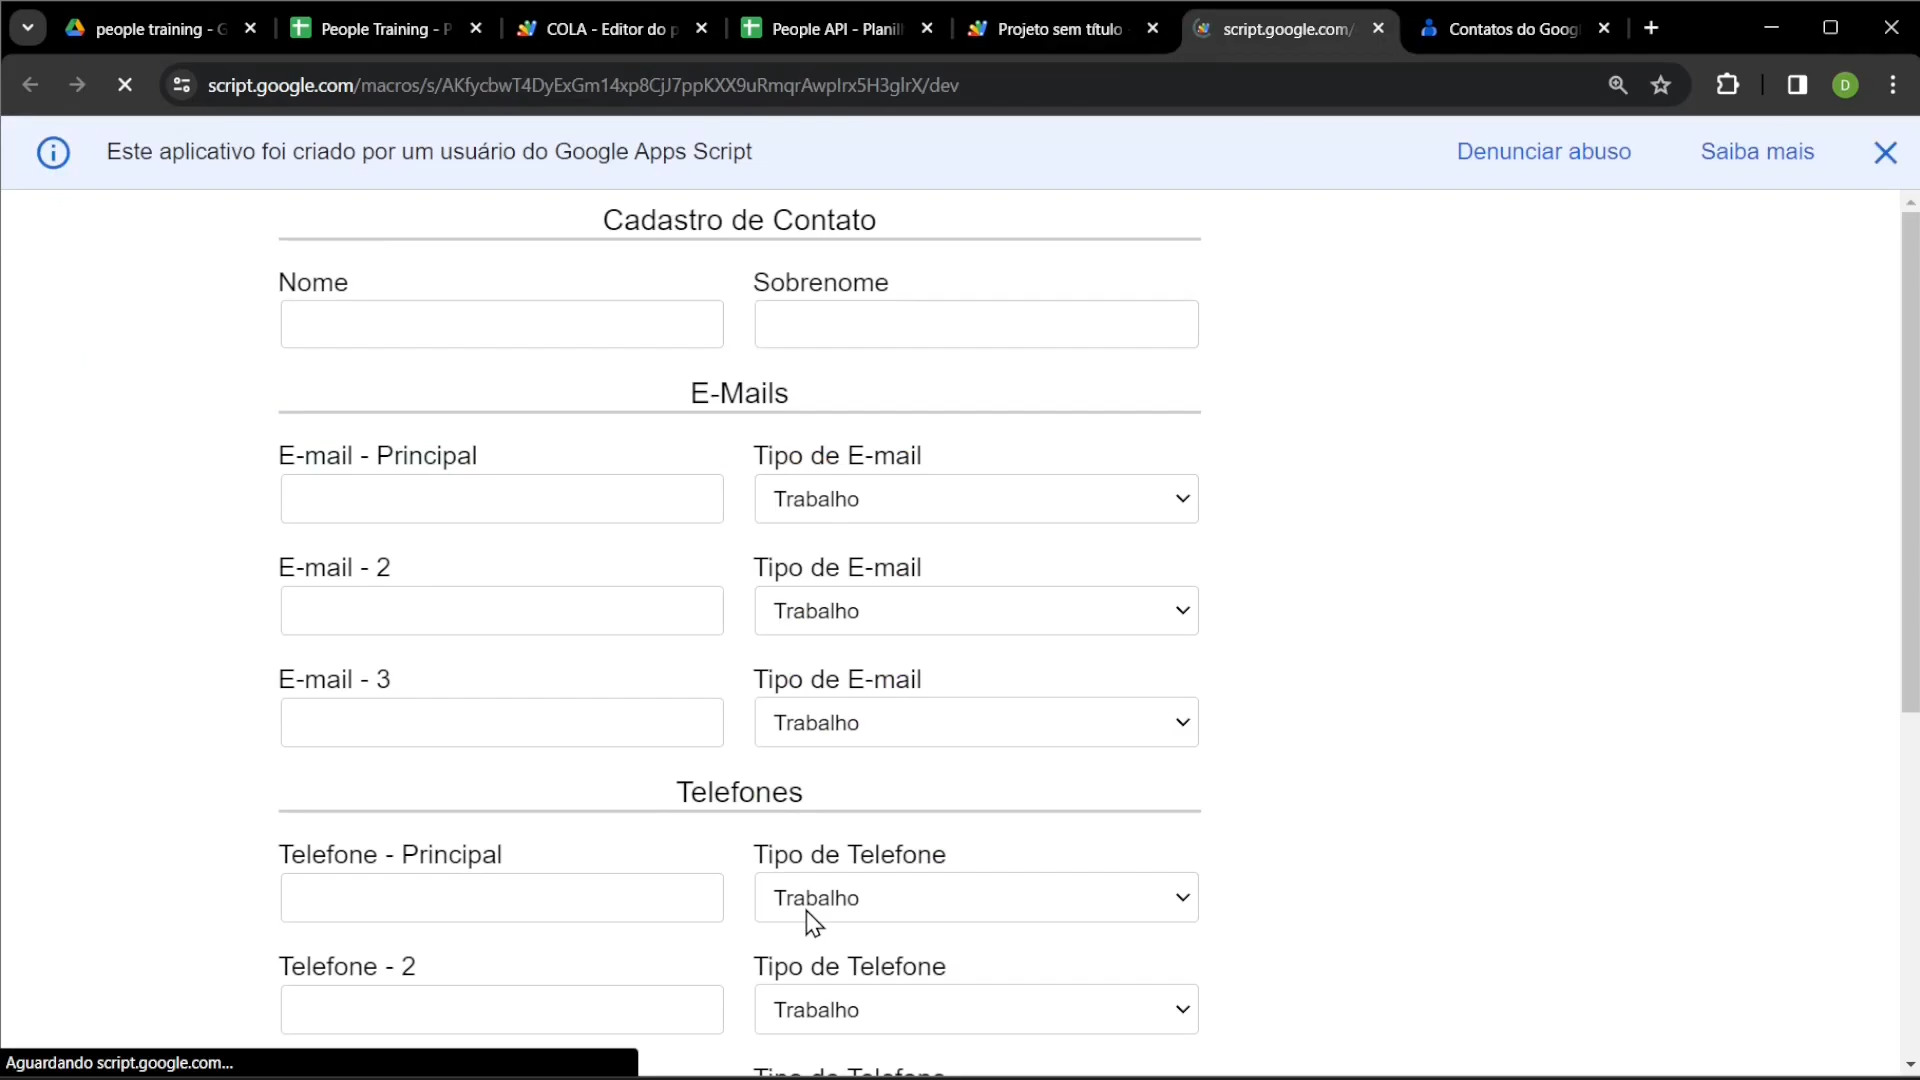 people training - G
People Training - P
COLA - Editor do p
People API - Planil
Projeto sem título
script.google.com/
Contatos do Goog
script.google.com/macros/s/AKfycbwT4DyExGm14xp8CjJ7ppKXX9uRmqrAwpIrx5H3glrX/dev
D
Este aplicativo foi criado por um usuário do Google Apps Script
Denunciar abuso
Saiba mais
Cadastro de Contato
Nome
Sobrenome
E-Mails
E-mail - Principal
Tipo de E-mail
Trabalho
E-mail - 2
Tipo de E-mail
Trabalho
E-mail - 3
Tipo de E-mail
Trabalho
Telefones
Telefone - Principal
Tipo de Telefone
Trabalho
Telefone - 2
Tipo de Telefone
Trabalho
Tipo de Telefone
Aguardando script.google.com...